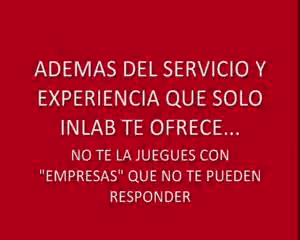 ADEMAS DEL SERVICIO Y
EXPERIENCIA QUE SOLO
INLAB TE OFRECE...
NO TE LA JUEGUES CON
"EMPRESAS" QUE NO TE PUEDEN
RESPONDER